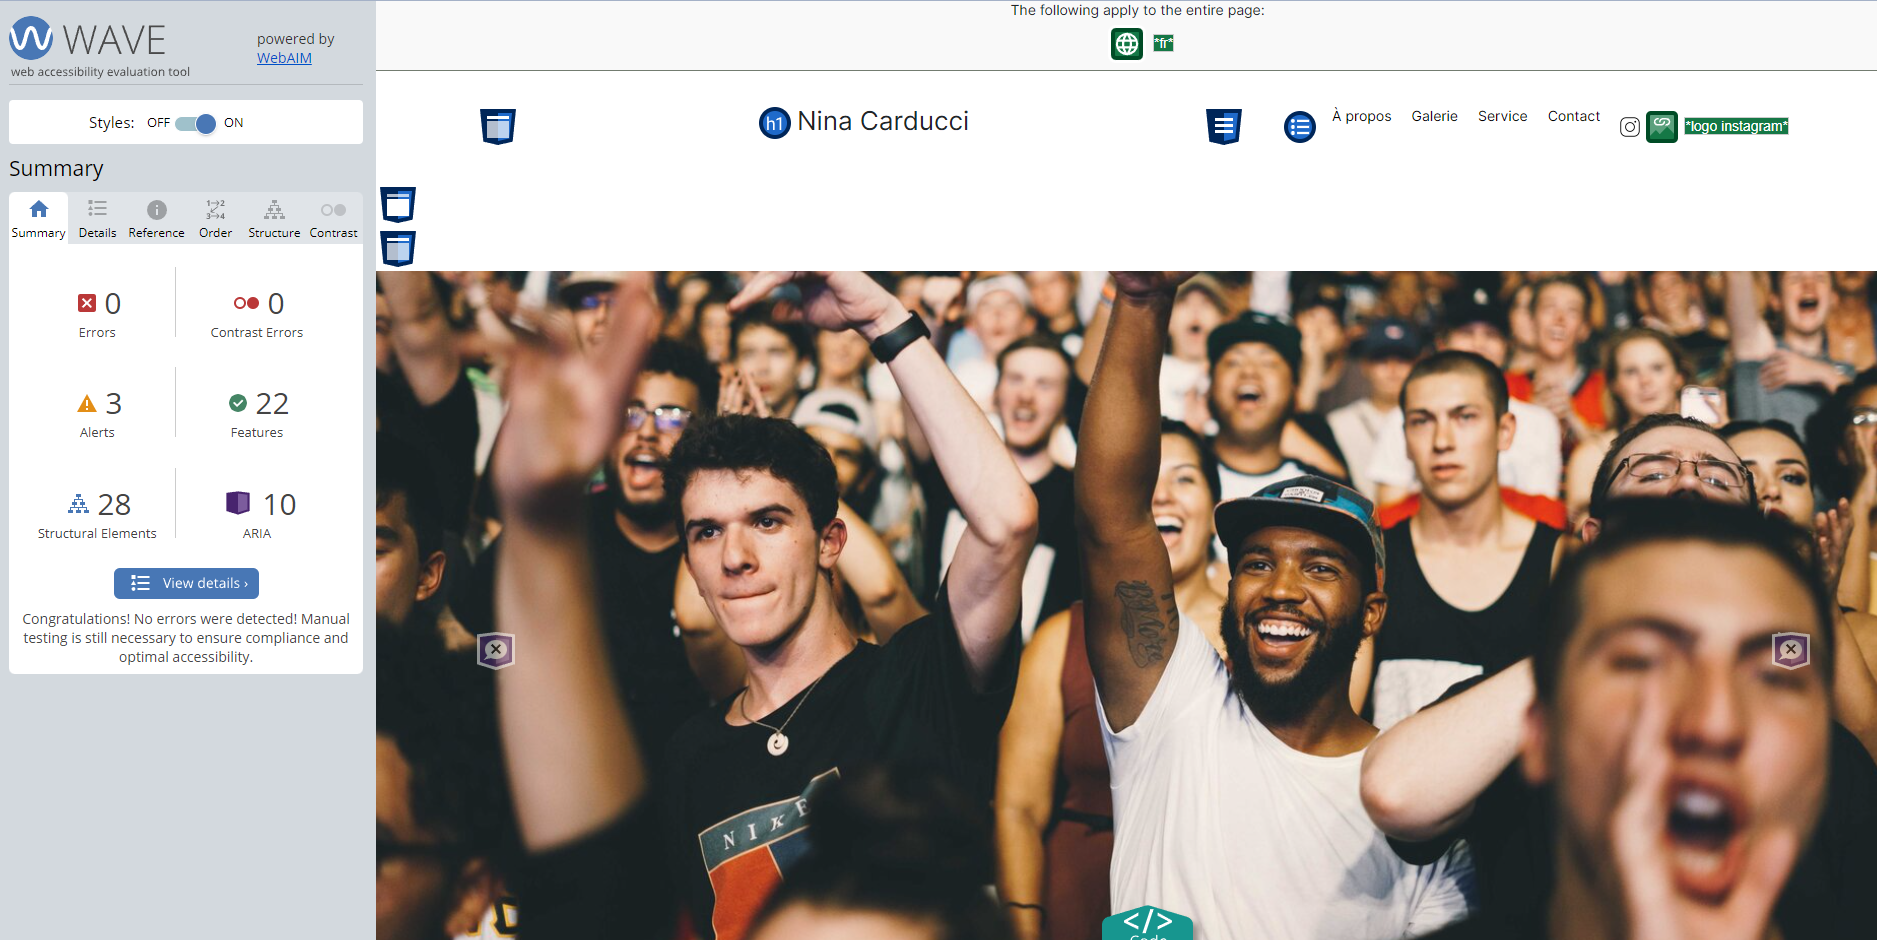 WAVE
powered by
WebAIM
web accessibility evaluation tool
Styles: OFF ON
Summary
Summary Details Reference Order Structure Contrast
0 0
Errors Contrast Errors
3 22
Alerts Features
28 10
Structural Elements ARIA
View details ›
Congratulations! No errors were detected! Manual
testing is still necessary to ensure compliance and
optimal accessibility.
The following apply to the entire page:
*fr*
h1 Nina Carducci
À propos Galerie Service Contact *logo instagram*
NIKE
</>
Code